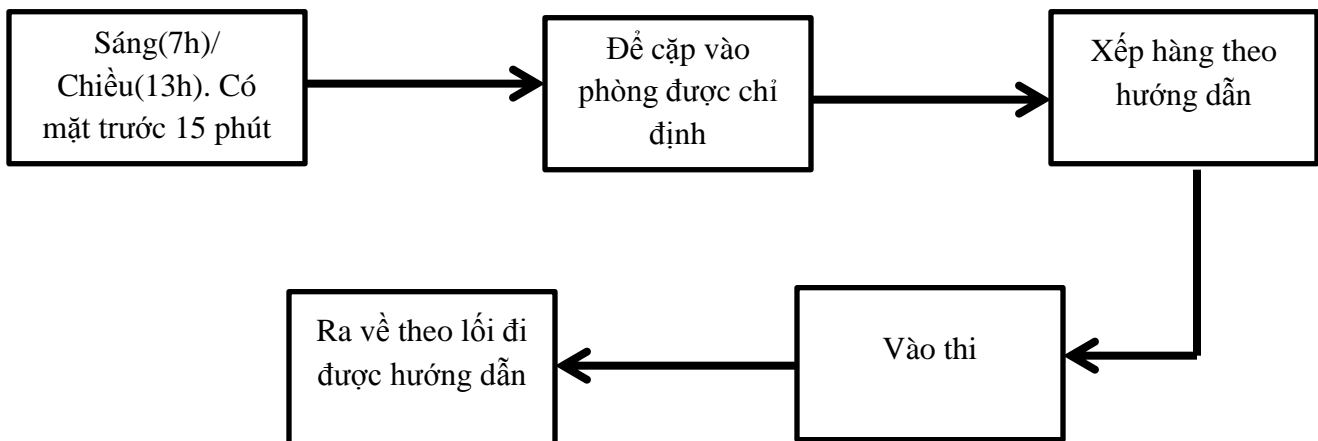 Sáng(7h)/
Chiều(13h). Có
mặt trước 15 phút
Để cặp vào
phòng được chỉ
định
Xếp hàng theo
hướng dẫn
Vào thi
Ra về theo lối đi
được hướng dẫn